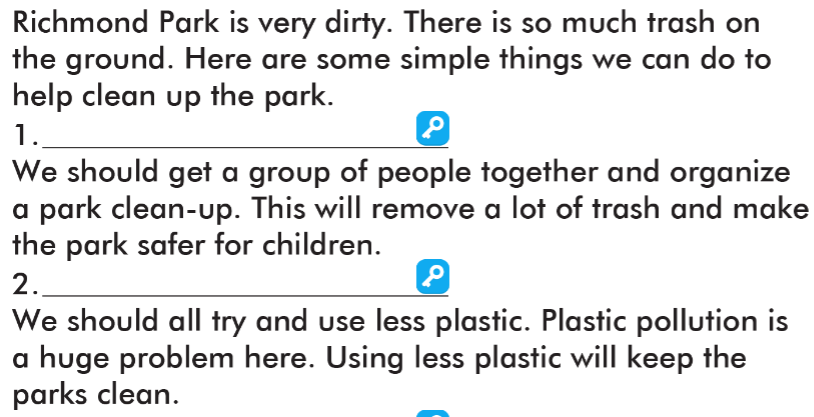 Richmond Park is very dirty. There is so much trash on
the ground. Here are some simple things we can do to
help clean up the park.
1.
We should get a group of people together and organize
a park clean-up. This will remove a lot of trash and make
the park safer for children.
2.
We should all try and use less plastic. Plastic pollution is
a huge problem here. Using less plastic will keep the
parks clean.